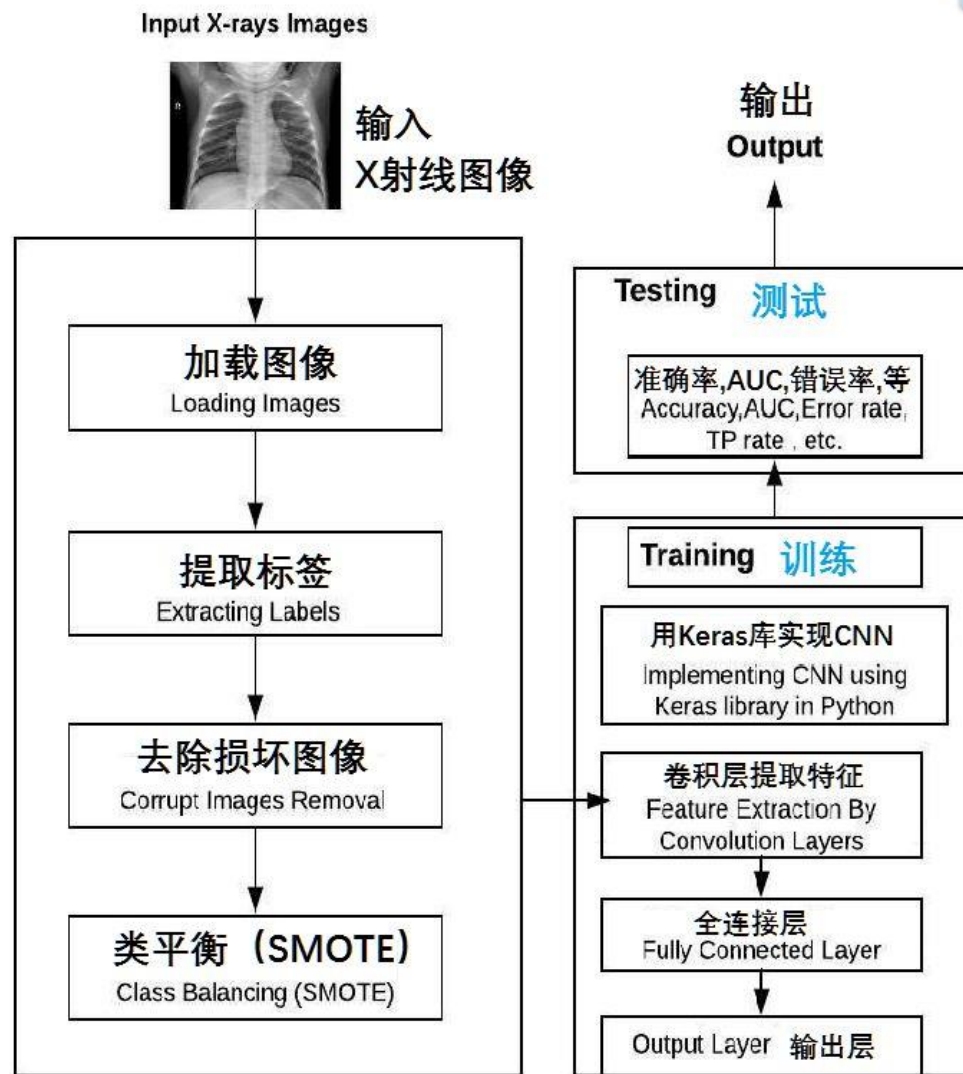 Input X-rays Images
输入
X射线图像
加载图像
Loading Images
提取标签
Extracting Labels
去除损坏图像
Corrupt Images Removal
类平�（SMOTE）
Class Balancing (SMOTE)
输出
Output
Testing 测试
准确率,AUC,错误率,等
Accuracy,AUC,Error rate,
TP rate , etc.
Training 训练
用Keras库实现CNN
Implementing CNN using
Keras library in Python
卷积层提取特征
Feature Extraction By
Convolution Layers
全连接层
Fully Connected Layer
Output Layer 输出层